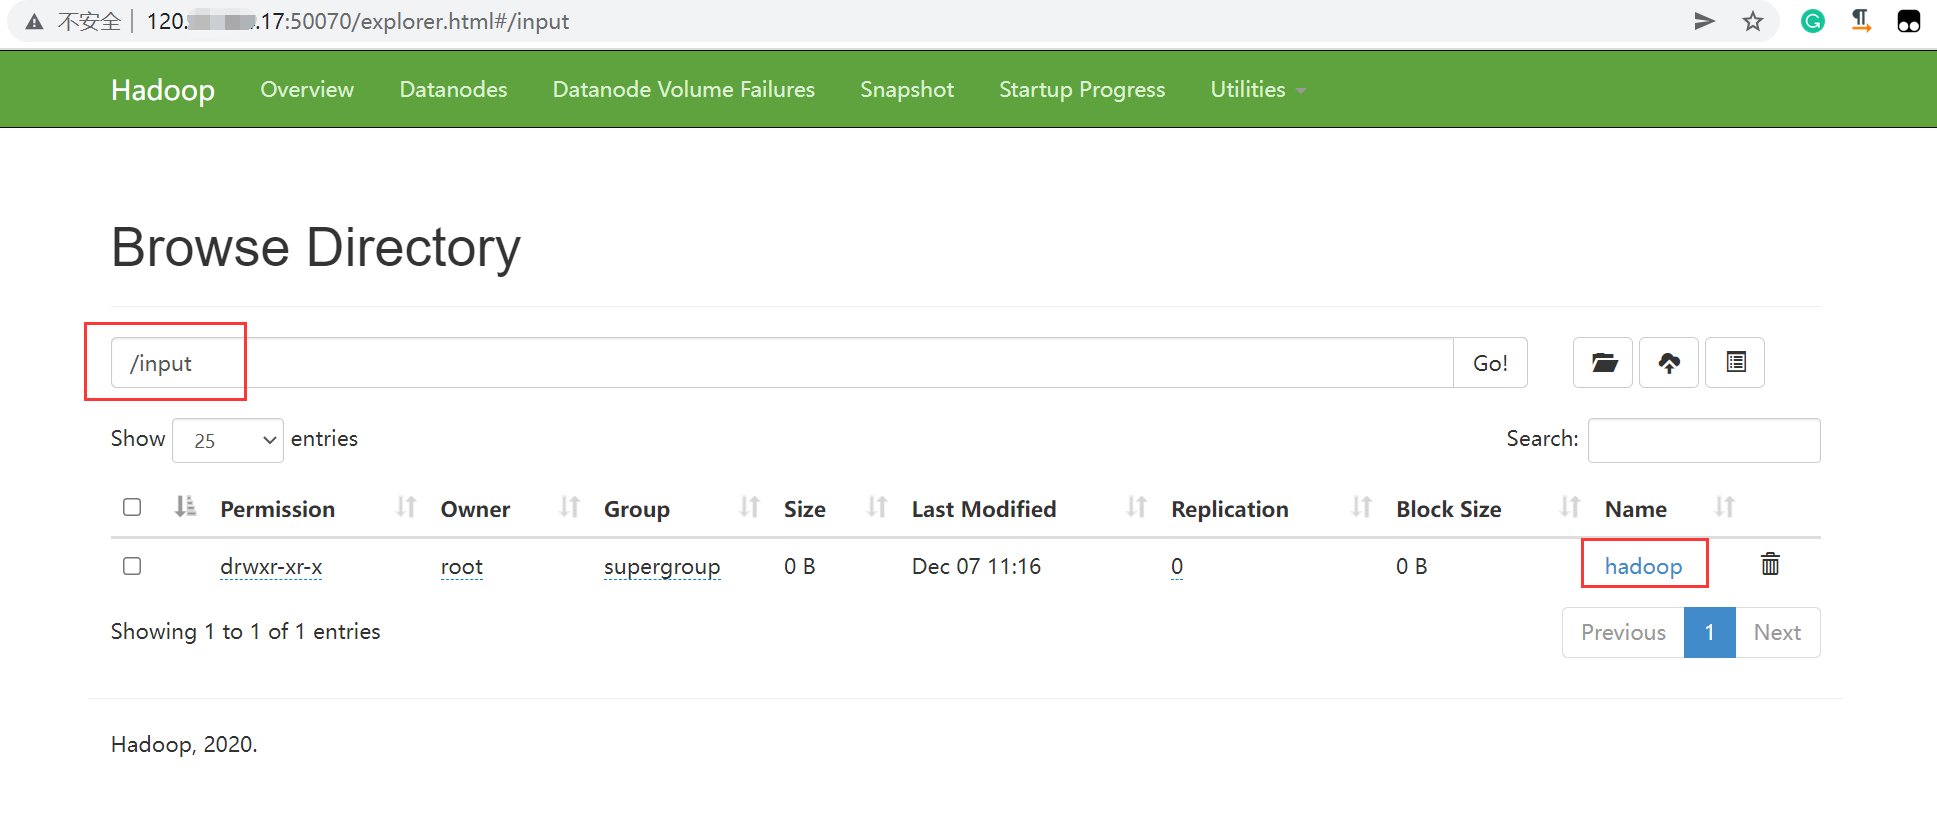 不安全 120. .17:50070/explorer.html#/input
Hadoop Overview Datanodes Datanode Volume Failures Snapshot Startup Progress Utilities
Browse Directory
/input Go!
Show 25 entries Search:
Permission Owner Group Size Last Modified Replication Block Size Name
drwxr-xr-x root supergroup 0 B Dec 07 11:16 0 0 B hadoop
Showing 1 to 1 of 1 entries Previous 1 Next
Hadoop, 2020.